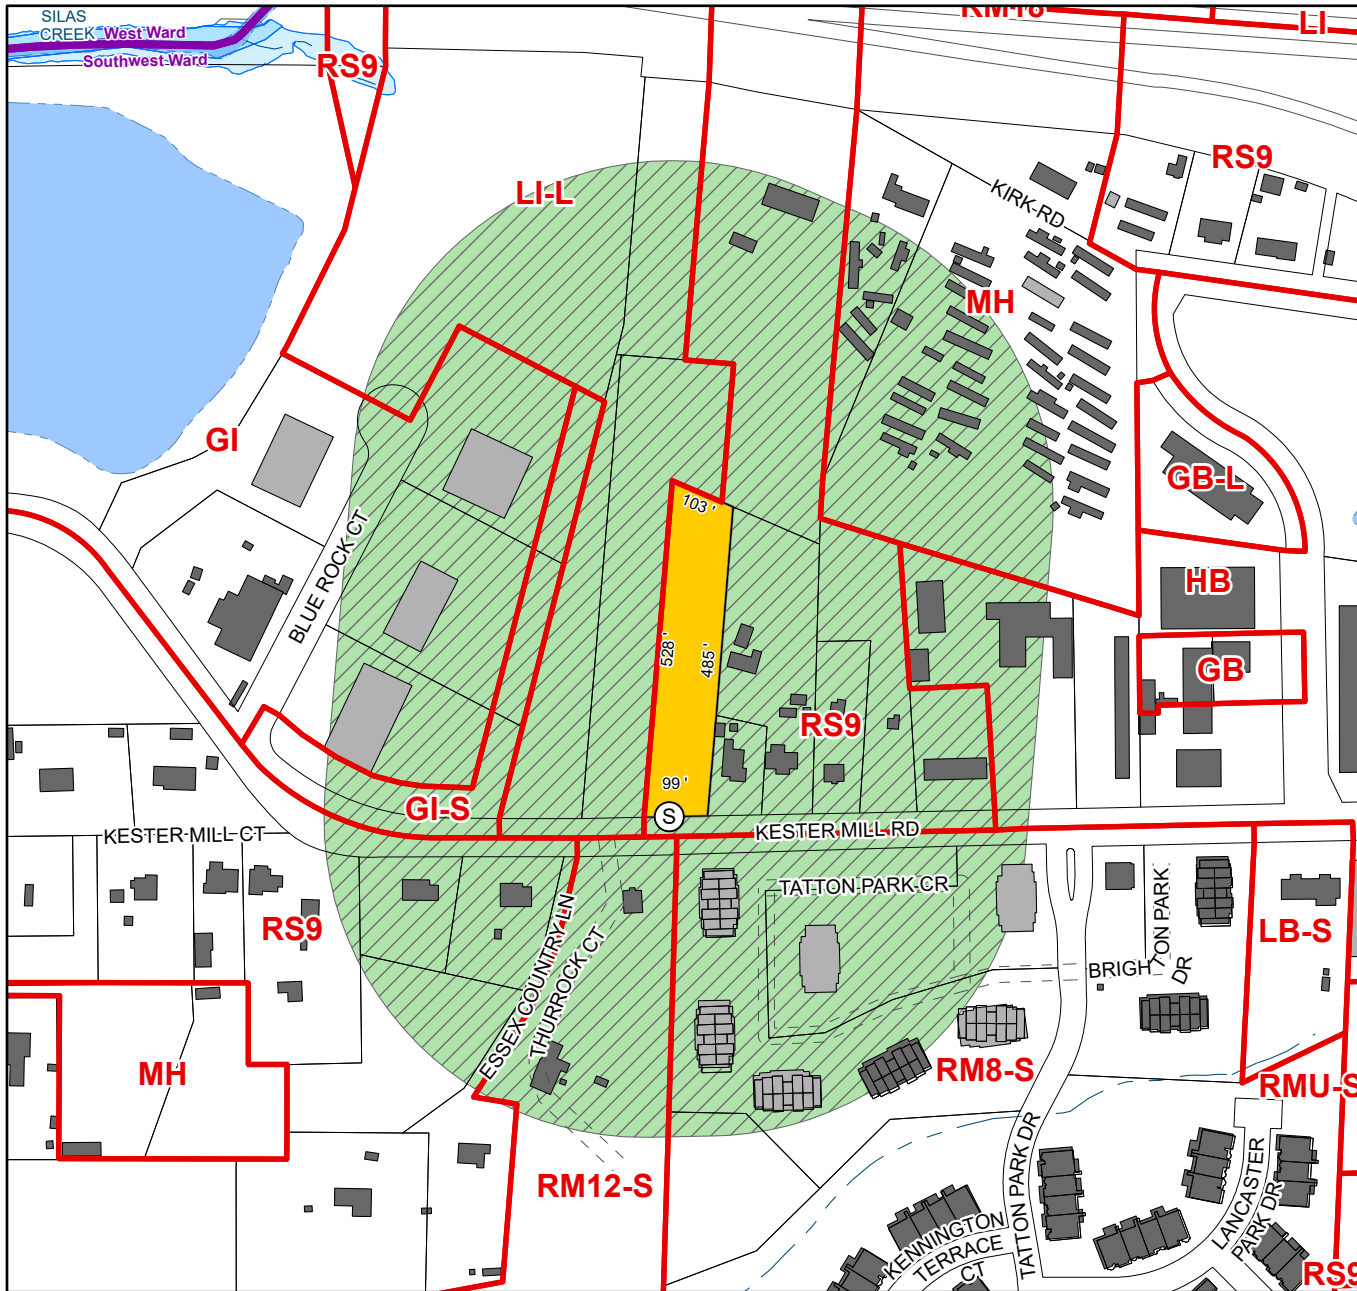 SILAS
CREEK
West Ward
Southwest Ward
RS9
RM18
LI
RS9
LI-L
KIRK RD
MH
GI
GB-L
103 '
BLUE ROCK CT
HB
528 '
485 '
GB
RS9
99 '
GI-S
S
KESTER MILL RD
KESTER MILL CT
TATTON PARK CR
RS9
ESSEX COUNTRY LN
THURROCK CT
BRIGH
TON PARK
DR
LB-S
MH
RM8-S
RMU-S
RM12-S
TATTON PARK DR
KENNINGTON
TERRACE
CT
LANCASTER
PARK DR
RS9